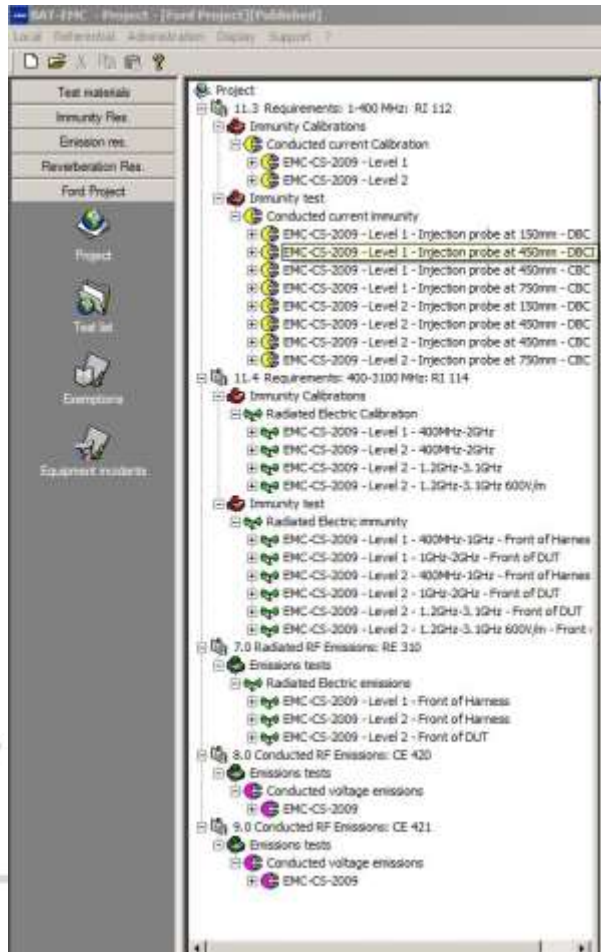 BAT-EMC - Project - [Ford Project][Published]
Local Referential Administration Display Support ?
Test materials
Immunity Res.
Emission res.
Reverberation Res.
Ford Project
Project
Test list
Exemptions
Equipment incidents
Project
11.3 Requirements: 1-400 MHz: RI 112
Immunity Calibrations
Conducted current Calibration
EMC-CS-2009 - Level 1
EMC-CS-2009 - Level 2
Immunity test
Conducted current immunity
EMC-CS-2009 - Level 1 - Injection probe at 150mm - DBC
EMC-CS-2009 - Level 1 - Injection probe at 450mm - DBCI
EMC-CS-2009 - Level 1 - Injection probe at 450mm - CBC
EMC-CS-2009 - Level 1 - Injection probe at 750mm - CBC
EMC-CS-2009 - Level 2 - Injection probe at 150mm - DBC
EMC-CS-2009 - Level 2 - Injection probe at 450mm - DBC
EMC-CS-2009 - Level 2 - Injection probe at 450mm - CBC
EMC-CS-2009 - Level 2 - Injection probe at 750mm - CBC
11.4 Requirements: 400-3100 MHz: RI 114
Immunity Calibrations
Radiated Electric Calibration
EMC-CS-2009 - Level 1 - 400MHz-2GHz
EMC-CS-2009 - Level 2 - 400MHz-2GHz
EMC-CS-2009 - Level 2 - 1.2GHz-3.1GHz
EMC-CS-2009 - Level 2 - 1.2GHz-3.1GHz 600V/m
Immunity test
Radiated Electric immunity
EMC-CS-2009 - Level 1 - 400MHz-1GHz - Front of Harnes
EMC-CS-2009 - Level 1 - 1GHz-2GHz - Front of DUT
EMC-CS-2009 - Level 2 - 400MHz-1GHz - Front of Harnes
EMC-CS-2009 - Level 2 - 1GHz-2GHz - Front of DUT
EMC-CS-2009 - Level 2 - 1.2GHz-3.1GHz - Front of DUT
EMC-CS-2009 - Level 2 - 1.2GHz-3.1GHz 600V/m - Front
7.0 Radiated RF Emissions: RE 310
Emissions tests
Radiated Electric emissions
EMC-CS-2009 - Level 1 - Front of Harness
EMC-CS-2009 - Level 2 - Front of Harness
EMC-CS-2009 - Level 2 - Front of DUT
8.0 Conducted RF Emissions: CE 420
Emissions tests
Conducted voltage emissions
EMC-CS-2009
9.0 Conducted RF Emissions: CE 421
Emissions tests
Conducted voltage emissions
EMC-CS-2009